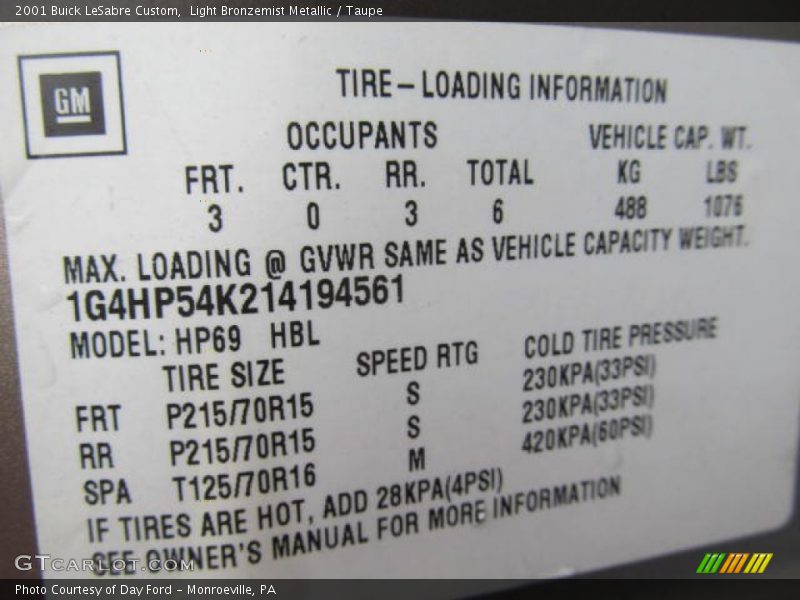 2001 Buick LeSabre Custom,  Light Bronzemist Metallic / Taupe
GM
TIRE-LOADING INFORMATION
OCCUPANTS VEHICLE CAP. WT.
FRT. CTR. RR. TOTAL KG LBS
3 0 3 6 488 1076
MAX. LOADING @ GVWR SAME AS VEHICLE CAPACITY WEIGHT.
1G4HP54K214194561
MODEL: HP69 HBL
TIRE SIZE SPEED RTG COLD TIRE PRESSURE
FRT P215/70R15 S 230KPA(33PSI)
RR P215/70R15 S 230KPA(33PSI)
SPA T125/70R16 M 420KPA(60PSI)
IF TIRES ARE HOT, ADD 28KPA(4PSI)
SEE OWNER'S MANUAL FOR MORE INFORMATION
GTcarlot.com
Photo Courtesy of Day Ford - Monroeville, PA